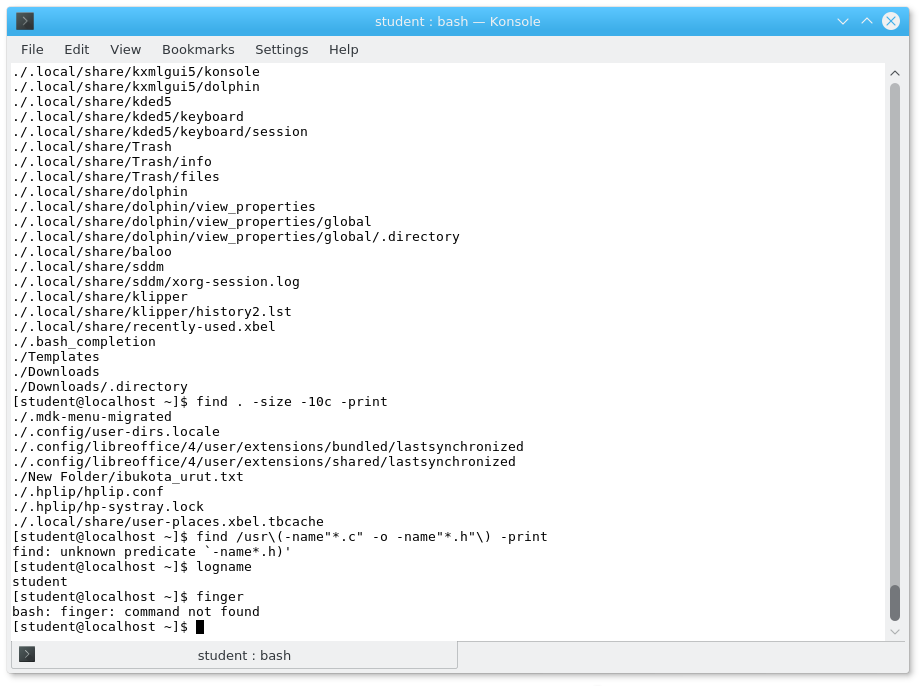 student : bash — Konsole
File Edit View Bookmarks Settings Help
./.local/share/kxmlgui5/konsole
./.local/share/kxmlgui5/dolphin
./.local/share/kded5
./.local/share/kded5/keyboard
./.local/share/kded5/keyboard/session
./.local/share/Trash
./.local/share/Trash/info
./.local/share/Trash/files
./.local/share/dolphin
./.local/share/dolphin/view_properties
./.local/share/dolphin/view_properties/global
./.local/share/dolphin/view_properties/global/.directory
./.local/share/baloo
./.local/share/sddm
./.local/share/sddm/xorg-session.log
./.local/share/klipper
./.local/share/klipper/history2.lst
./.local/share/recently-used.xbel
./.bash_completion
./Templates
./Downloads
./Downloads/.directory
[student@localhost ~]$ find . -size -10c -print
./.mdk-menu-migrated
./.config/user-dirs.locale
./.config/libreoffice/4/user/extensions/bundled/lastsynchronized
./.config/libreoffice/4/user/extensions/shared/lastsynchronized
./New Folder/ibukota_urut.txt
./.hplip/hplip.conf
./.hplip/hp-systray.lock
./.local/share/user-places.xbel.tbcache
[student@localhost ~]$ find /usr\(-name"*.c" -o -name"*.h"\) -print
find: unknown predicate `-name*.h)'
[student@localhost ~]$ logname
student
[student@localhost ~]$ finger
bash: finger: command not found
[student@localhost ~]$
student : bash